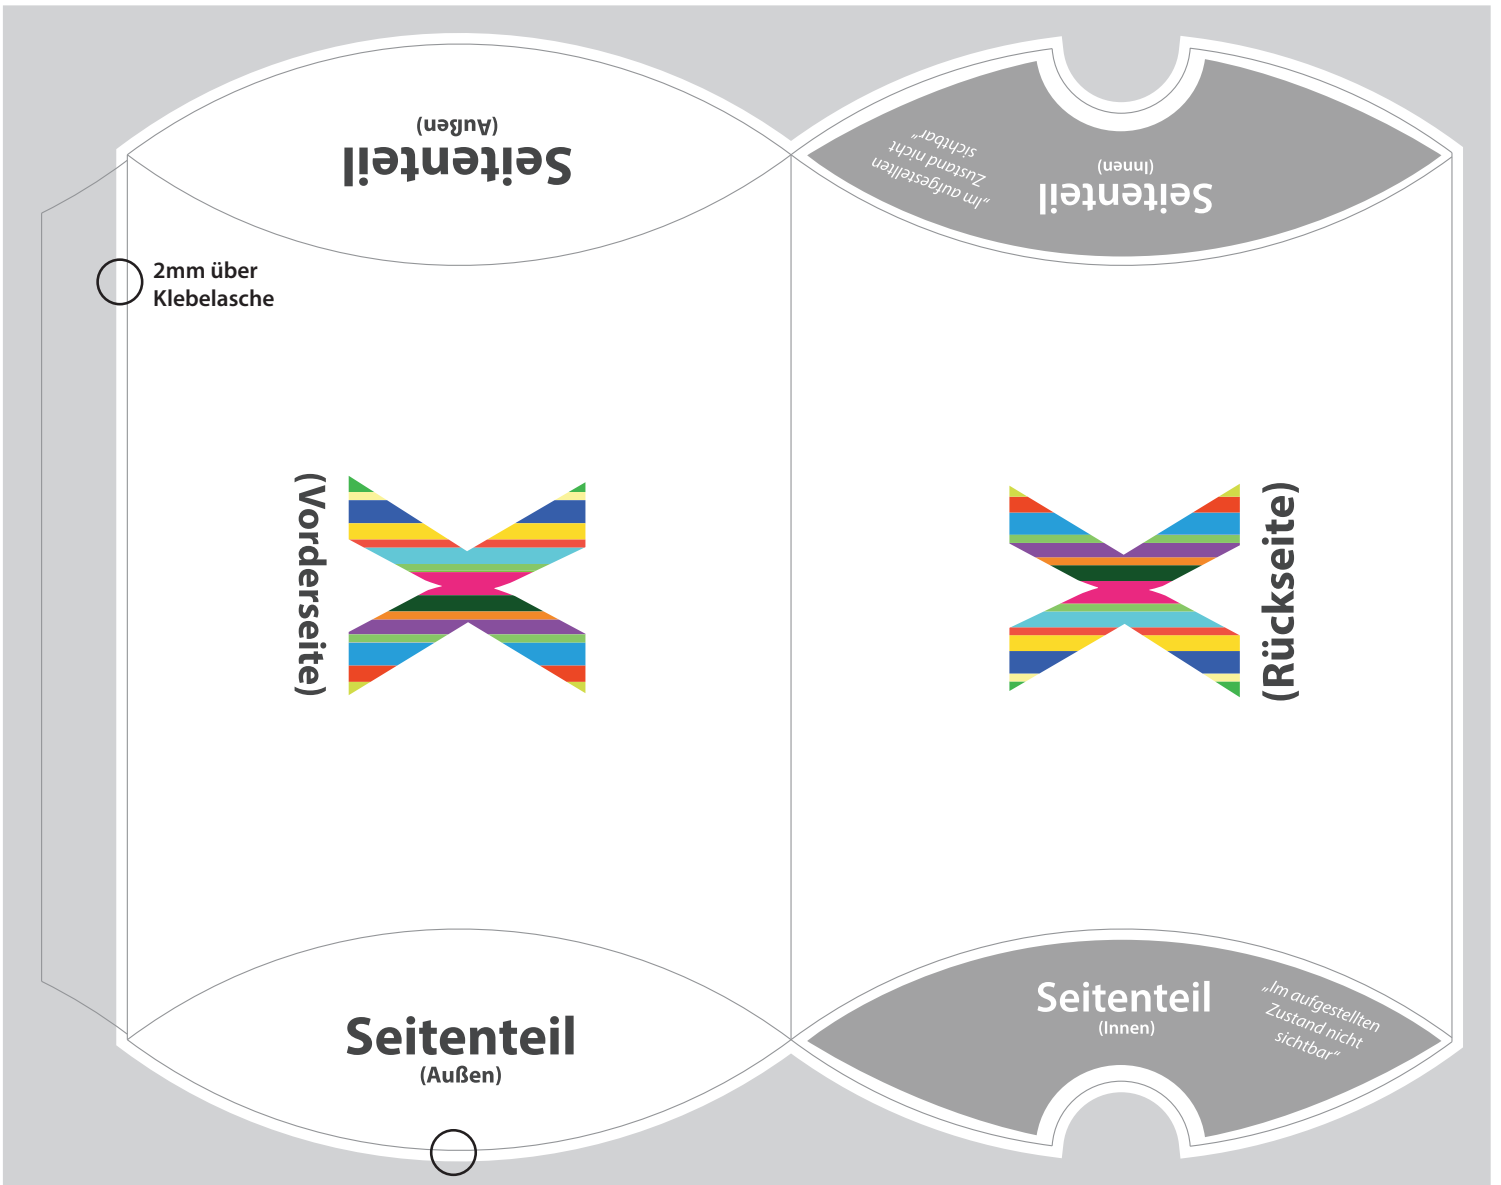 Seitenteil
(Außen)
Seitenteil
(Innen)
„Im aufgestellten
Zustand nicht
sichtbar“
2mm über
Klebelasche
(Vorderseite)
(Rückseite)
Seitenteil
(Außen)
Seitenteil
(Innen)
„Im aufgestellten
Zustand nicht
sichtbar“